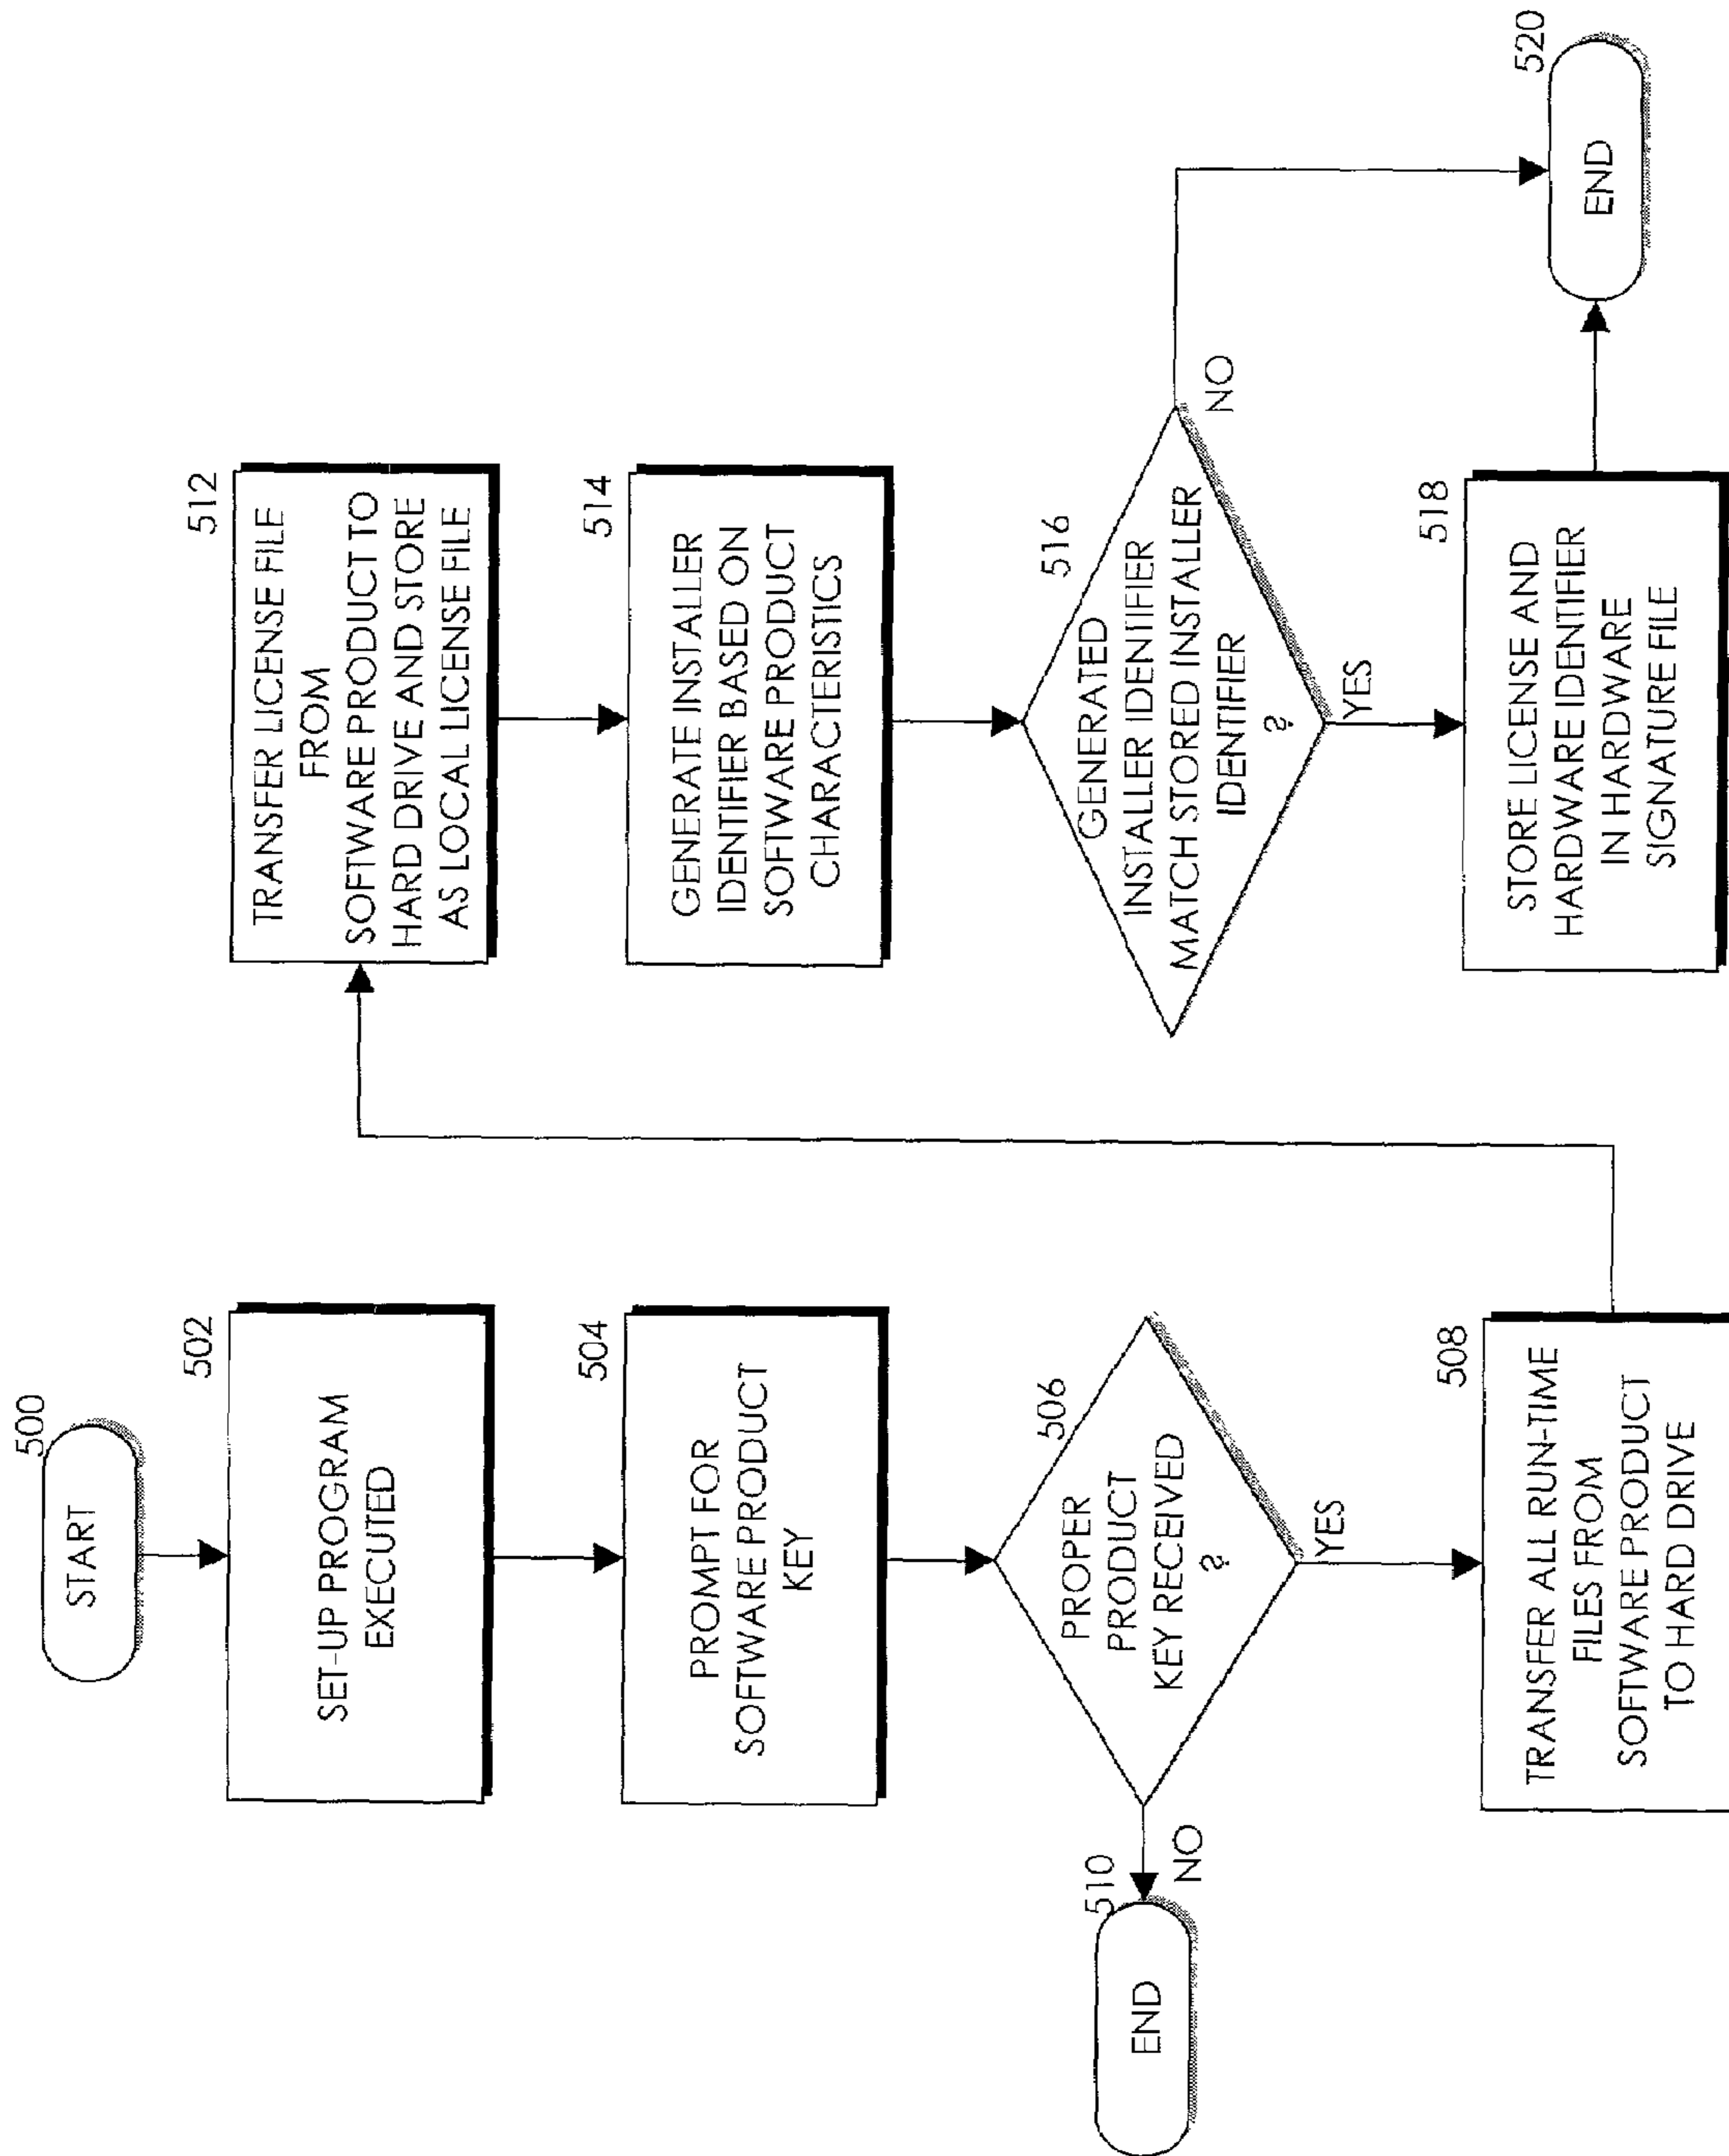 500
START
502
SET-UP PROGRAM
EXECUTED
504
PROMPT FOR
SOFTWARE PRODUCT
KEY
506
PROPER
PRODUCT
KEY RECEIVED
?
NO
510
END
YES
508
TRANSFER ALL RUN-TIME
FILES FROM
SOFTWARE PRODUCT
TO HARD DRIVE
512
TRANSFER LICENSE FILE
FROM
SOFTWARE PRODUCT TO
HARD DRIVE AND STORE
AS LOCAL LICENSE FILE
514
GENERATE INSTALLER
IDENTIFIER BASED ON
SOFTWARE PRODUCT
CHARACTERISTICS
516
GENERATED
INSTALLER IDENTIFIER
MATCH STORED INSTALLER
IDENTIFIER
?
NO
YES
518
STORE LICENSE AND
HARDWARE IDENTIFIER
IN HARDWARE
SIGNATURE FILE
520
END